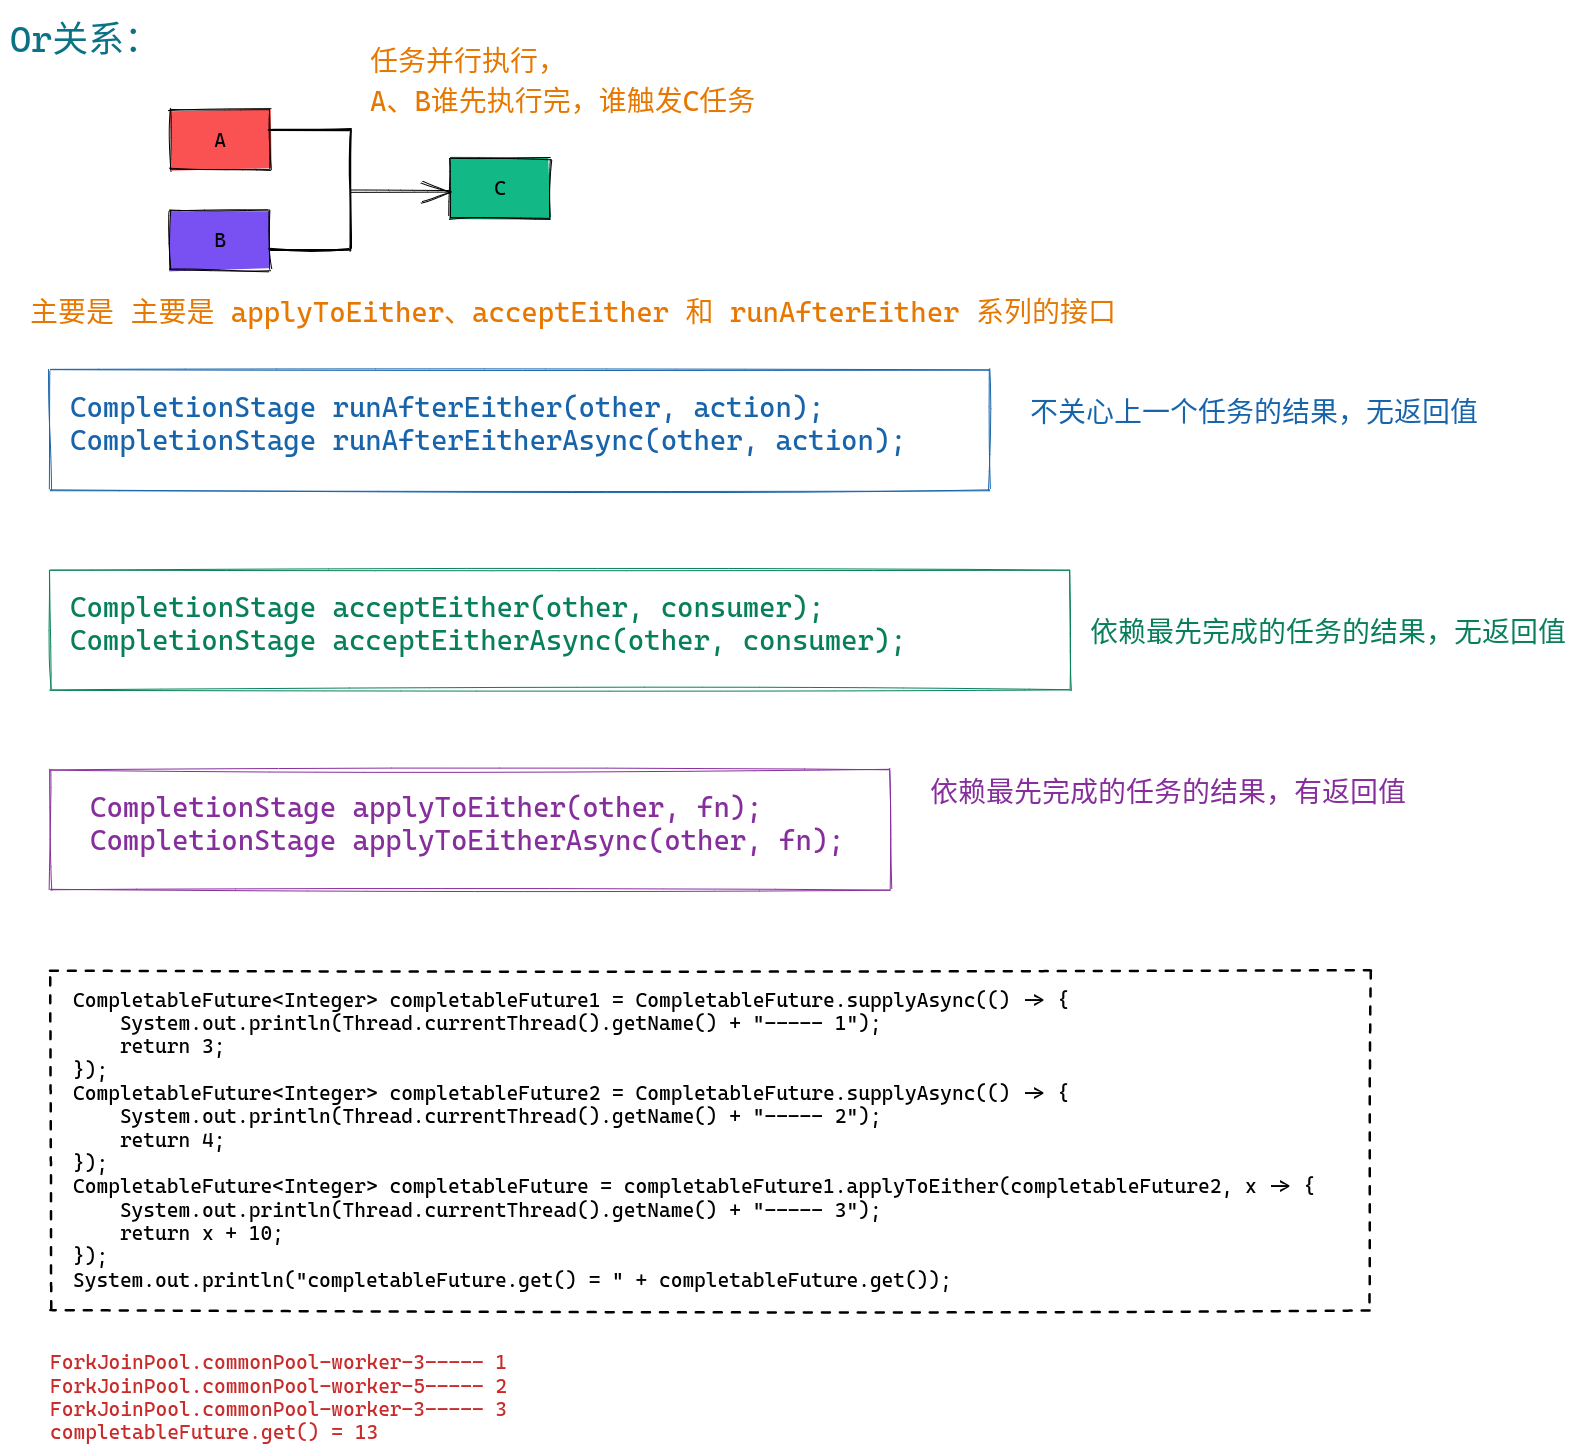 Or关系：
任务并行执行，
A、B谁先执行完，谁触发C任务
A
C
B
主要是 主要是 applyToEither、acceptEither 和 runAfterEither 系列的接口
CompletionStage runAfterEither(other, action);
CompletionStage runAfterEitherAsync(other, action);
不关心上一个任务的结果，无返回值
CompletionStage acceptEither(other, consumer);
CompletionStage acceptEitherAsync(other, consumer);
依赖最先完成的任务的结果，无返回值
CompletionStage applyToEither(other, fn);
CompletionStage applyToEitherAsync(other, fn);
依赖最先完成的任务的结果，有返回值
CompletableFuture<Integer> completableFuture1 = CompletableFuture.supplyAsync(() -> {
    System.out.println(Thread.currentThread().getName() + "----- 1");
    return 3;
});
CompletableFuture<Integer> completableFuture2 = CompletableFuture.supplyAsync(() -> {
    System.out.println(Thread.currentThread().getName() + "----- 2");
    return 4;
});
CompletableFuture<Integer> completableFuture = completableFuture1.applyToEither(completableFuture2, x -> {
    System.out.println(Thread.currentThread().getName() + "----- 3");
    return x + 10;
});
System.out.println("completableFuture.get() = " + completableFuture.get());
ForkJoinPool.commonPool-worker-3----- 1
ForkJoinPool.commonPool-worker-5----- 2
ForkJoinPool.commonPool-worker-3----- 3
completableFuture.get() = 13